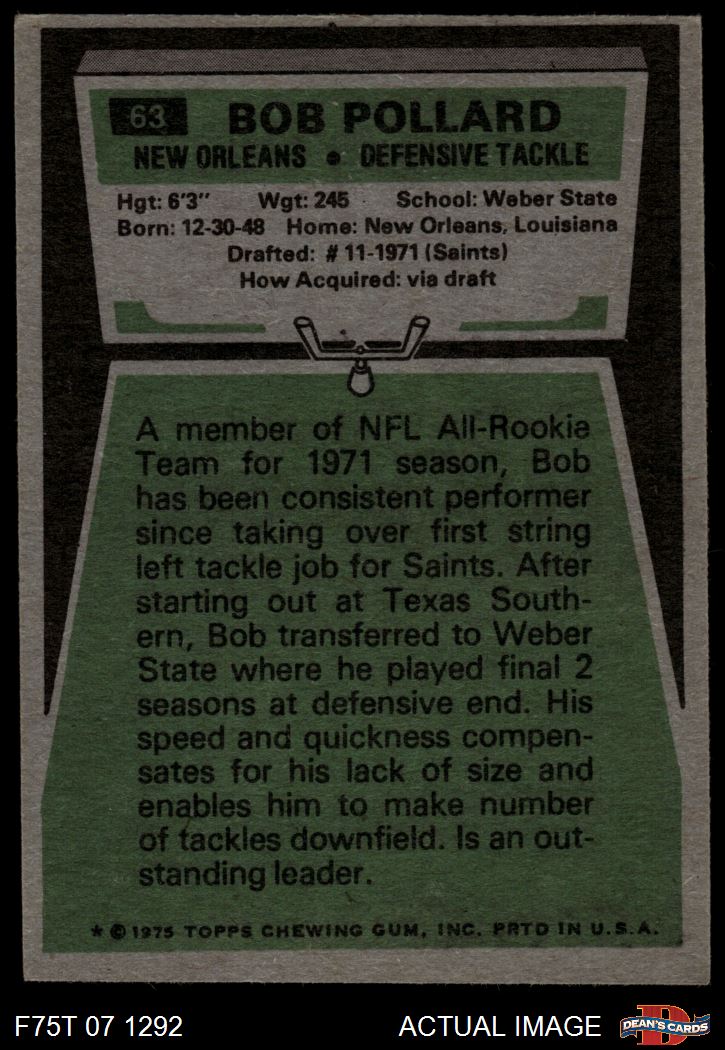 63 BOB POLLARD
NEW ORLEANS • DEFENSIVE TACKLE
Hgt: 6'3" Wgt: 245 School: Weber State
Born: 12-30-48 Home: New Orleans, Louisiana
Drafted: # 11-1971 (Saints)
How Acquired: via draft
A member of NFL All-Rookie
Team for 1971 season, Bob
has been consistent performer
since taking over first string
left tackle job for Saints. After
starting out at Texas South-
ern, Bob transferred to Weber
State where he played final 2
seasons at defensive end. His
speed and quickness compen-
sates for his lack of size and
enables him to make number
of tackles downfield. Is an out-
standing leader.
* © 1975 TOPPS CHEWING GUM, INC. PRTD IN U.S.A.
F75T 07 1292 ACTUAL IMAGE D DEAN'S CARDS